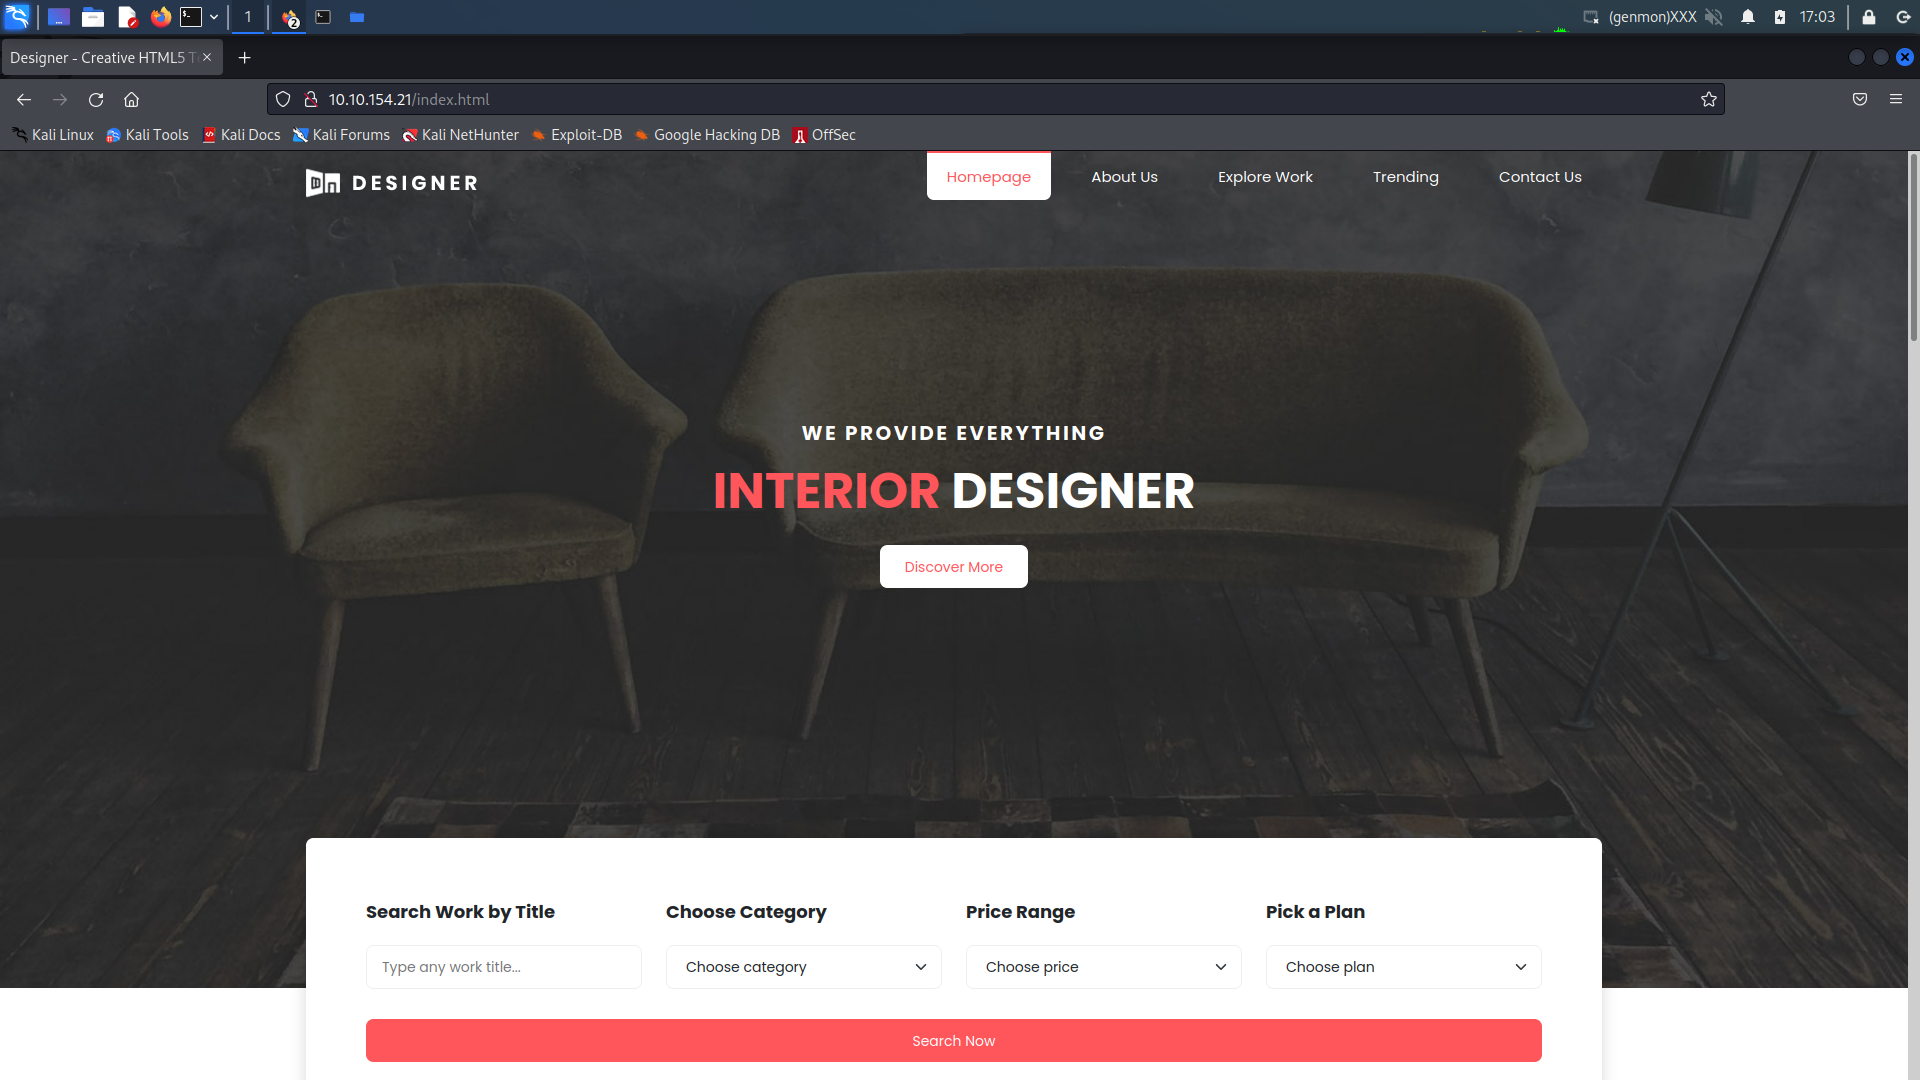 1
2
(genmon)XXX
17:03
Designer - Creative HTML5 T
10.10.154.21/index.html
Kali Linux
Kali Tools
Kali Docs
Kali Forums
Kali NetHunter
Exploit-DB
Google Hacking DB
OffSec
DESIGNER
Homepage
About Us
Explore Work
Trending
Contact Us
WE PROVIDE EVERYTHING
INTERIOR DESIGNER
Discover More
Search Work by Title
Choose Category
Price Range
Pick a Plan
Type any work title...
Choose category
Choose price
Choose plan
Search Now